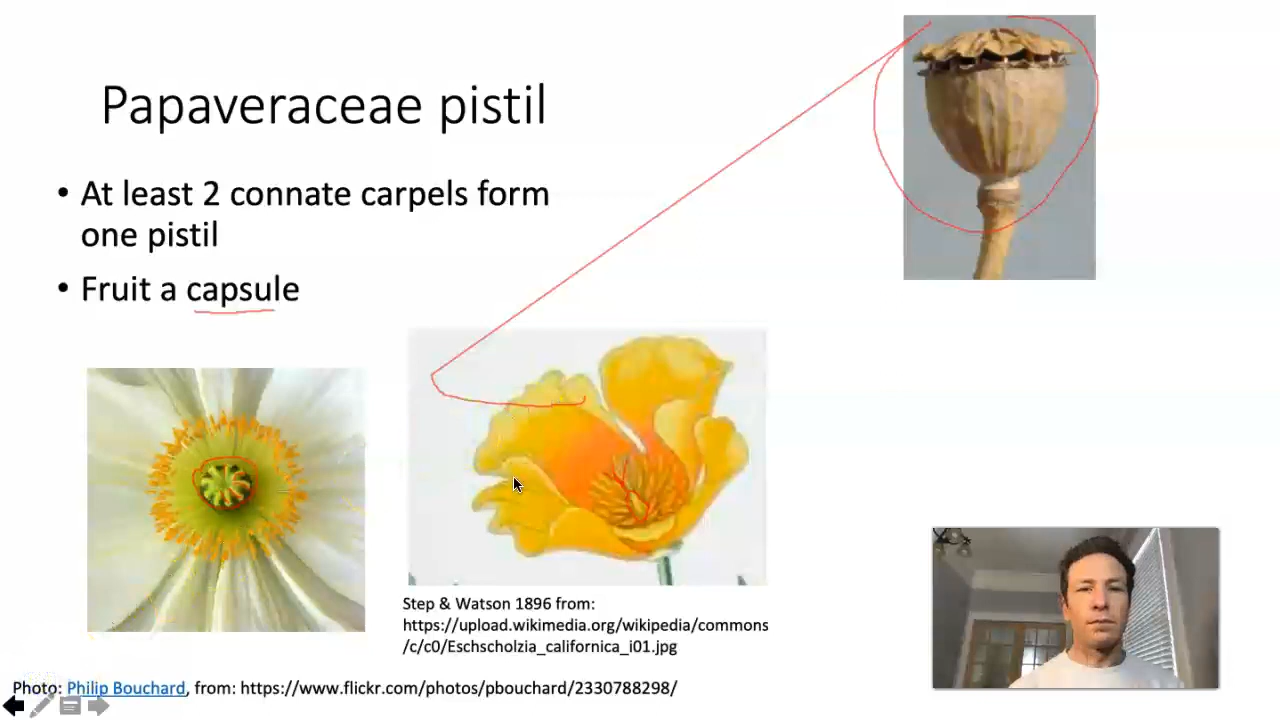 Papaveraceae pistil
• At least 2 connate carpels form
one pistil
• Fruit a capsule
Step & Watson 1896 from:
https://upload.wikimedia.org/wikipedia/commons
/c/c0/Eschscholzia_californica_i01.jpg
Photo: Philip Bouchard, from: https://www.flickr.com/photos/pbouchard/2330788298/